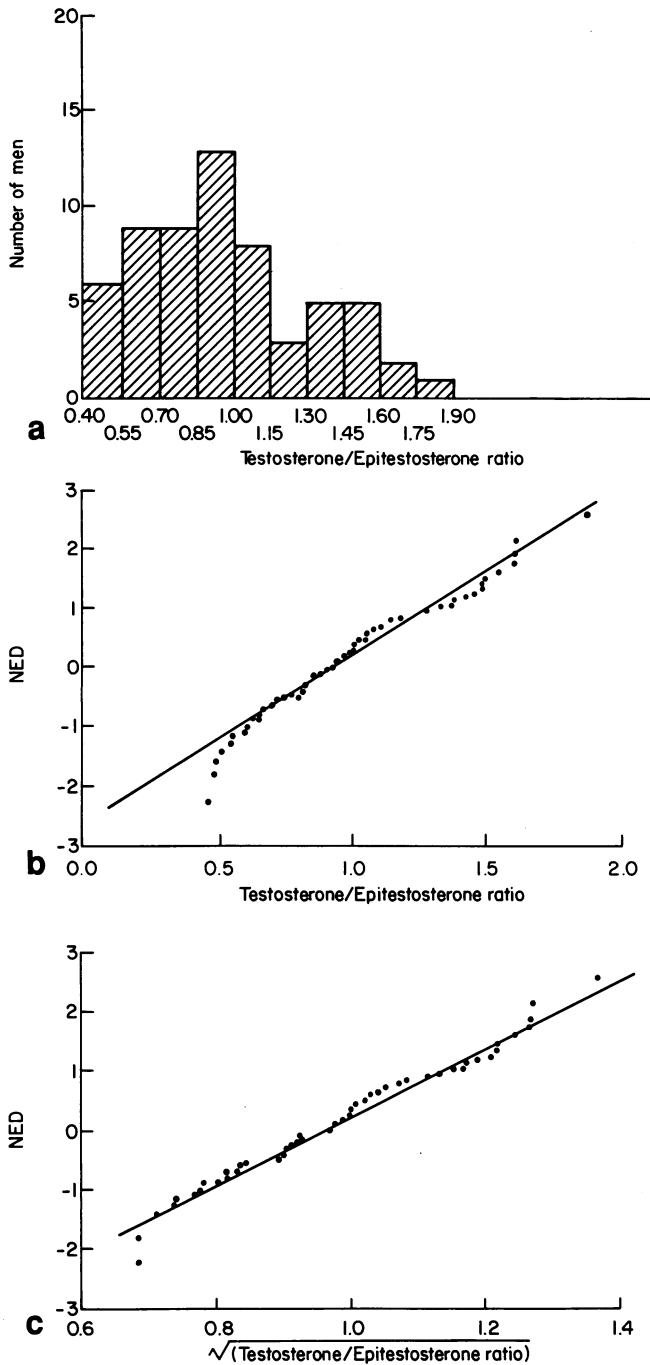 20
15
10
5
0
Number of men
0.40 0.70 1.00 1.30 1.60 1.90
0.55 0.85 1.15 1.45 1.75
a
Testosterone/Epitestosterone ratio
3
2
1
0
-1
-2
-3
NED
0.0 0.5 1.0 1.5 2.0
b
Testosterone/Epitestosterone ratio
3
2
1
0
-1
-2
-3
NED
0.6 0.8 1.0 1.2 1.4
c
√(Testosterone/Epitestosterone ratio)